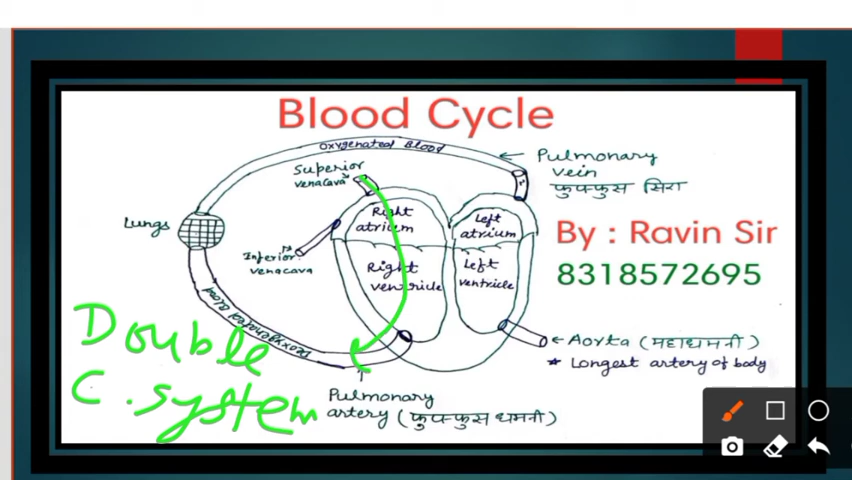 Blood Cycle
Oxygenated Blood
Pulmonary
vein
फुफ्फुस सिरा
Superior
venacava
Lungs
Right
atrium
Left
atrium
By : Ravin Sir
8318572695
Inferior
venacava
Right
ventricle
Left
ventricle
Deoxygenated Blood
Double
C. system
Aorta (महाधमनी)
* Longest artery of body
Pulmonary
artery (फुफ्फुस धमनी)